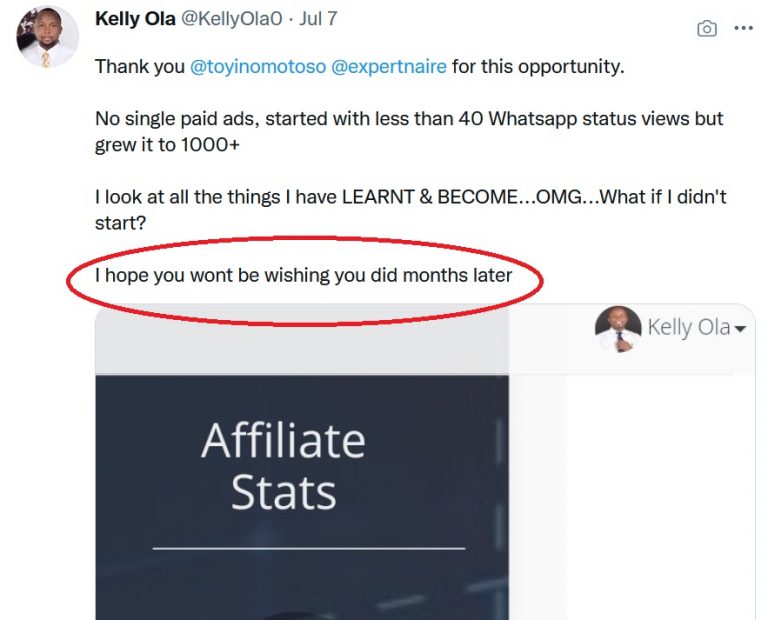 Kelly Ola @KellyOla0 · Jul 7
Thank you @toyinomotoso @expertnaire for this opportunity.
No single paid ads, started with less than 40 Whatsapp status views but
grew it to 1000+
I look at all the things I have LEARNT & BECOME...OMG...What if I didn't
start?
I hope you wont be wishing you did months later
Kelly Ola
Affiliate
Stats